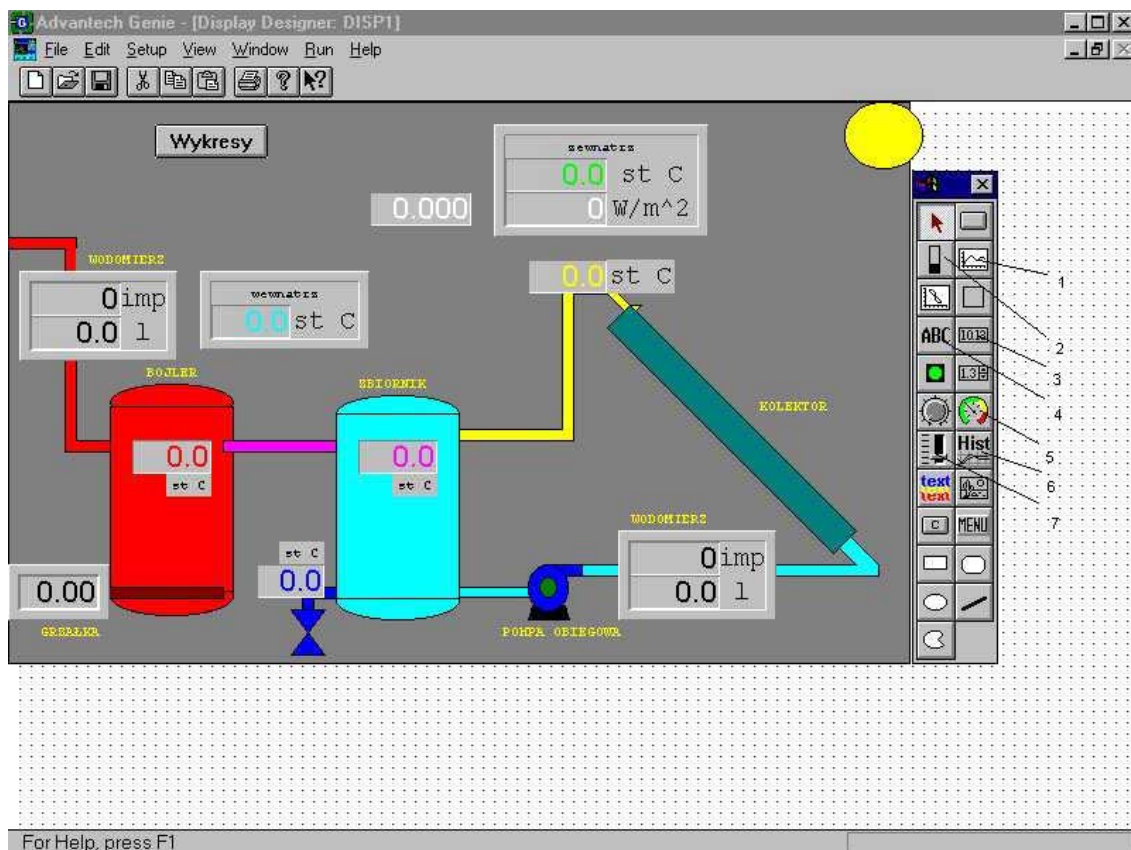 Advantech Genie - [Display Designer: DISP1]
File Edit Setup View Window Run Help
Wykresy
zewnatrz
0.0 st C
0 W/m^2
0.000
WODOMIERZ
0 imp
0.0 l
wewnatrz
0.0 st C
0.0 st C
BOJLER
ZBIORNIK
KOLEKTOR
0.0
st C
0.0
st C
WODOMIERZ
0 imp
0.0 l
st C
0.0
0.00
GRZALKA
POMPA OBIEGOWA
ABC
Hist
text
text
C
MENU
1
2
3
4
5
6
7
For Help, press F1